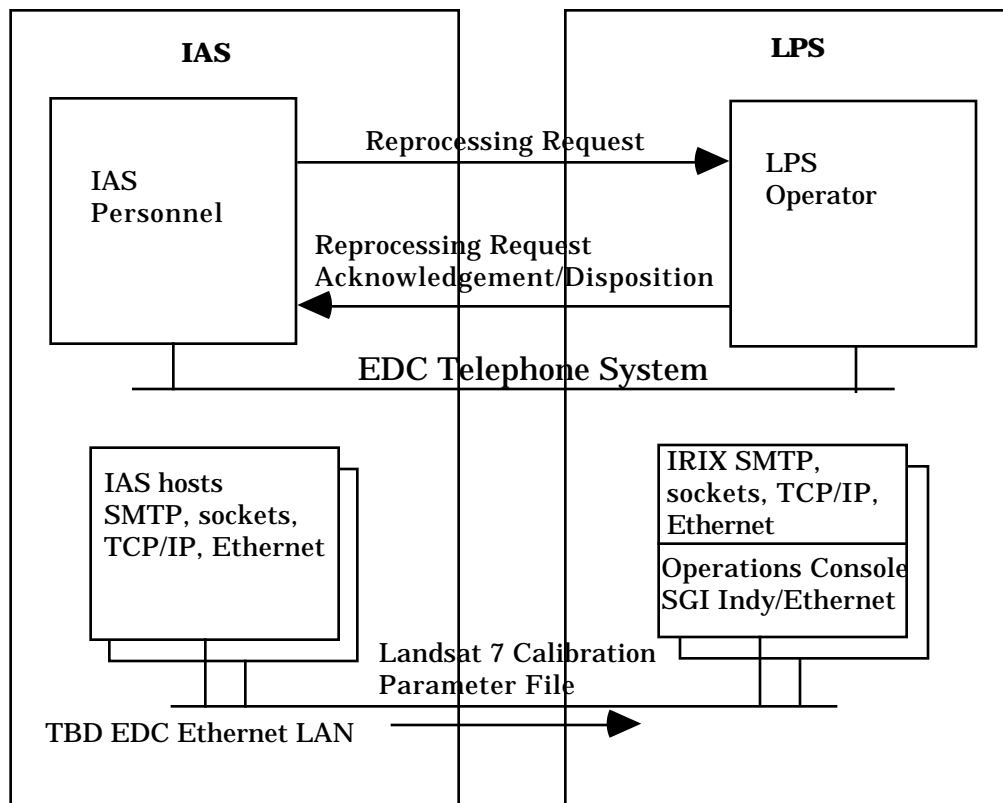 IAS
LPS
Reprocessing Request
IAS
Personnel
LPS
Operator
Reprocessing Request
Acknowledgement/Disposition
EDC Telephone System
IAS hosts
SMTP, sockets,
TCP/IP, Ethernet
IRIX SMTP,
sockets, TCP/IP,
Ethernet
Operations Console
SGI Indy/Ethernet
Landsat 7 Calibration
Parameter File
TBD EDC Ethernet LAN